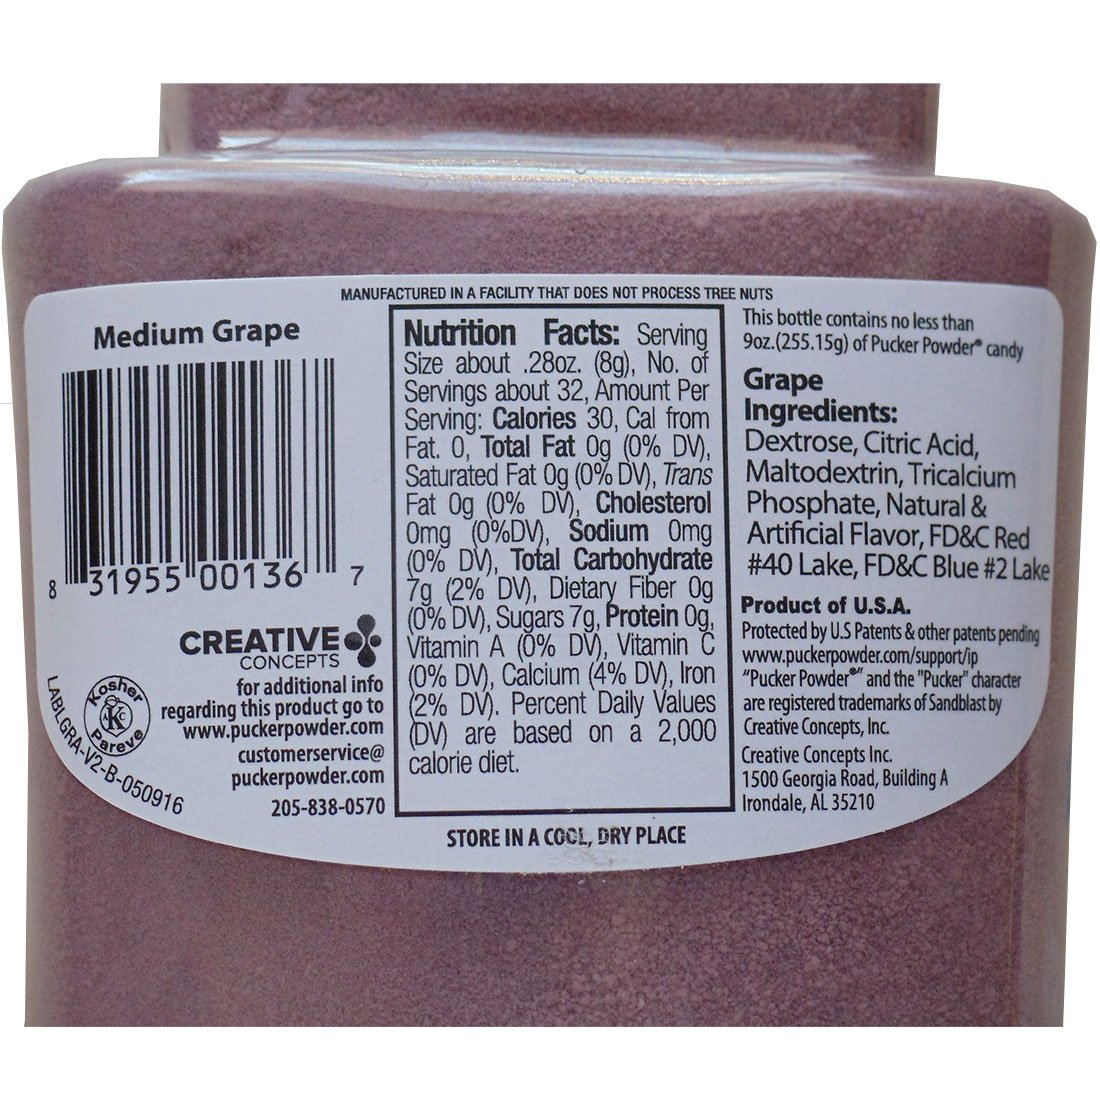 MANUFACTURED IN A FACILITY THAT DOES NOT PROCESS TREE NUTS
Medium Grape
8 31955 00136 7
CREATIVE
CONCEPTS
for additional info
regarding this product go to
www.puckerpowder.com
customerservice@
puckerpowder.com
205-838-0570
Kosher
K
Pareve
LABLGRA-V2-B-050916
Nutrition Facts: Serving
Size about .28oz. (8g), No. of
Servings about 32, Amount Per
Serving: Calories 30, Cal from
Fat. 0, Total Fat 0g (0% DV),
Saturated Fat 0g (0% DV), Trans
Fat 0g (0% DV), Cholesterol
0mg (0%DV), Sodium 0mg
(0% DV), Total Carbohydrate
7g (2% DV), Dietary Fiber 0g
(0% DV), Sugars 7g, Protein 0g,
Vitamin A (0% DV), Vitamin C
(0% DV), Calcium (4% DV), Iron
(2% DV). Percent Daily Values
(DV) are based on a 2,000
calorie diet.
This bottle contains no less than
9oz.(255.15g) of Pucker Powder® candy
Grape
Ingredients:
Dextrose, Citric Acid,
Maltodextrin, Tricalcium
Phosphate, Natural &
Artificial Flavor, FD&C Red
#40 Lake, FD&C Blue #2 Lake
Product of U.S.A.
Protected by U.S Patents & other patents pending
www.puckerpowder.com/support/ip
“Pucker Powder®” and the "Pucker" character
are registered trademarks of Sandblast by
Creative Concepts, Inc.
Creative Concepts Inc.
1500 Georgia Road, Building A
Irondale, AL 35210
STORE IN A COOL, DRY PLACE